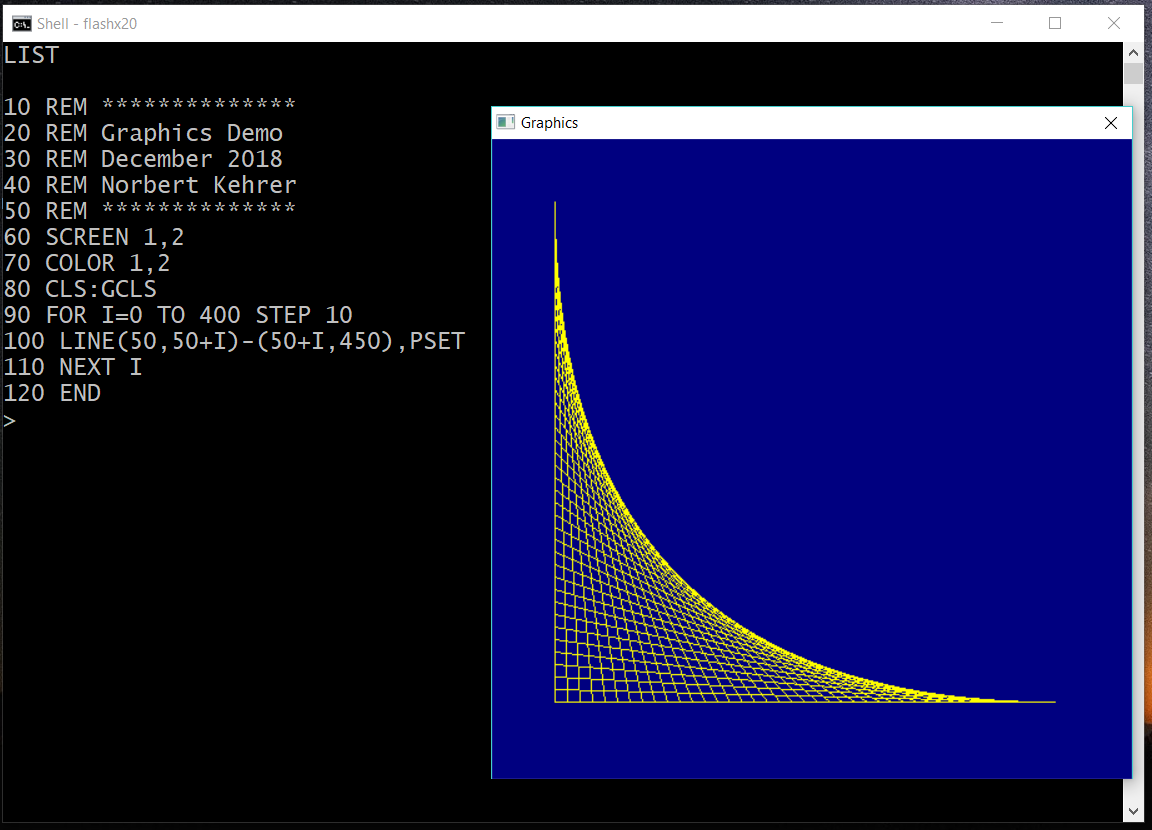 Shell - flashx20
LIST
10 REM **************
20 REM Graphics Demo
30 REM December 2018
40 REM Norbert Kehrer
50 REM **************
60 SCREEN 1,2
70 COLOR 1,2
80 CLS:GCLS
90 FOR I=0 TO 400 STEP 10
100 LINE(50,50+I)-(50+I,450),PSET
110 NEXT I
120 END
>
Graphics